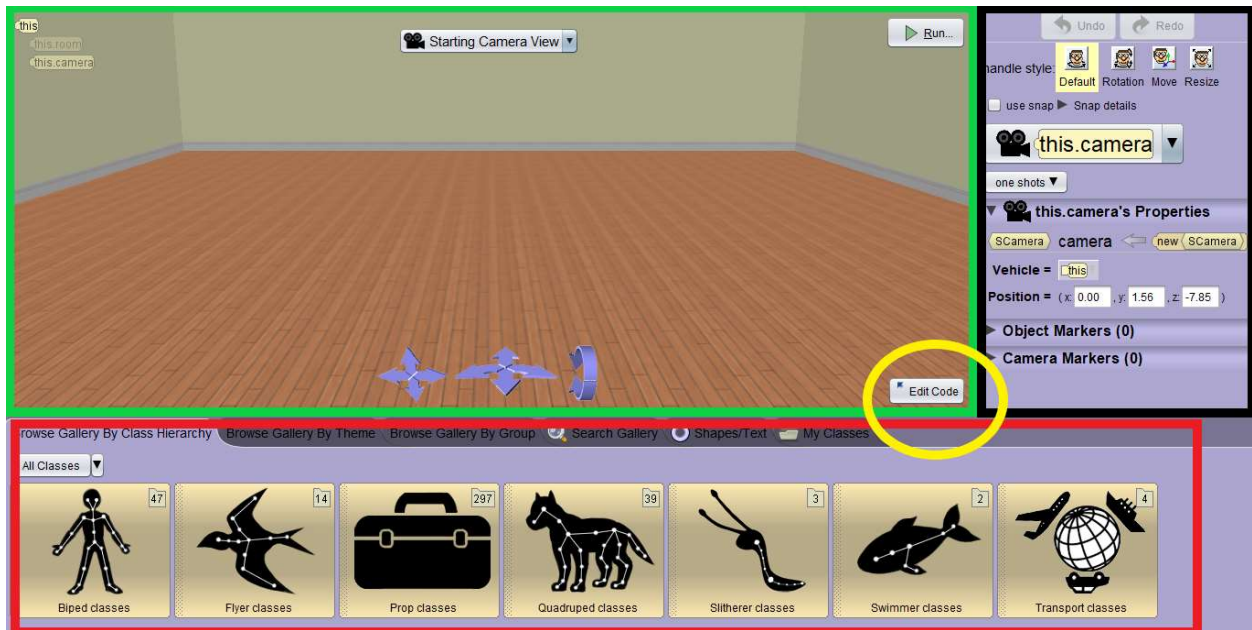 this
this.room
this.camera
Starting Camera View
Run...
Undo Redo
handle style:
Default Rotation Move Resize
use snap Snap details
this.camera
one shots
this.camera's Properties
SCamera camera new SCamera
Vehicle = this
Position = (x: 0.00 , y: 1.56 , z: -7.85 )
Object Markers (0)
Camera Markers (0)
Edit Code
Browse Gallery By Class Hierarchy Browse Gallery By Theme Browse Gallery By Group Search Gallery Shapes/Text My Classes
All Classes
47 14 297 39 3 2 4
Biped classes Flyer classes Prop classes Quadruped classes Slitherer classes Swimmer classes Transport classes